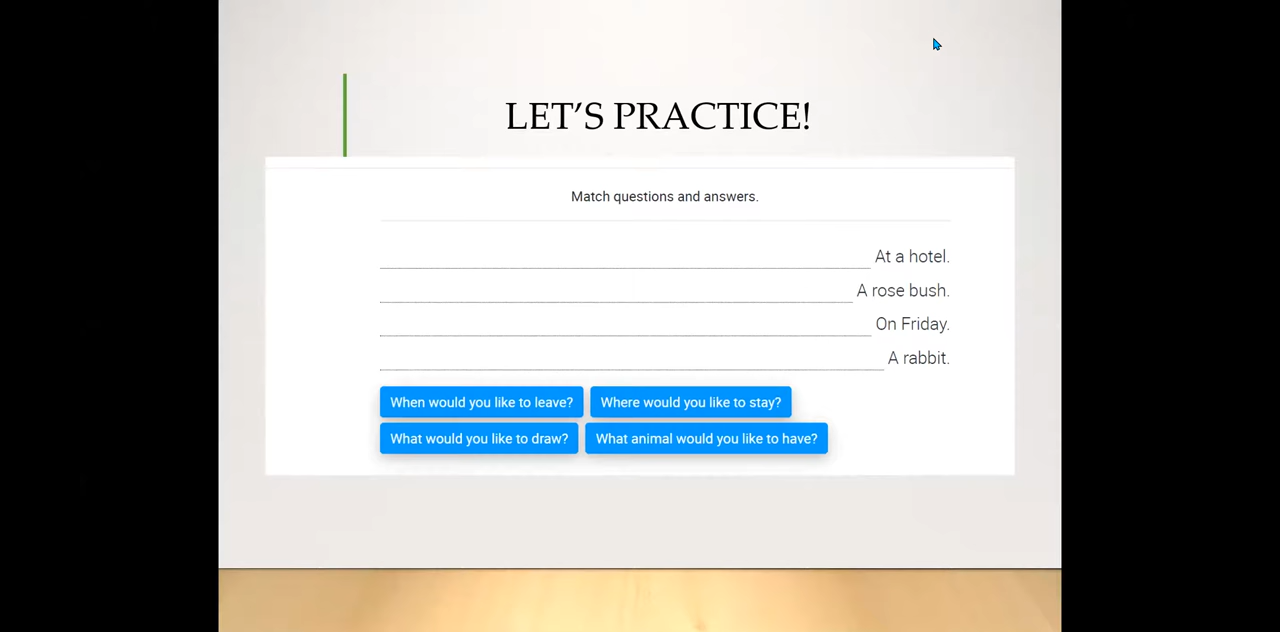 LET'S PRACTICE!
Match questions and answers.
At a hotel.
A rose bush.
On Friday.
A rabbit.
When would you like to leave? Where would you like to stay?
What would you like to draw? What animal would you like to have?